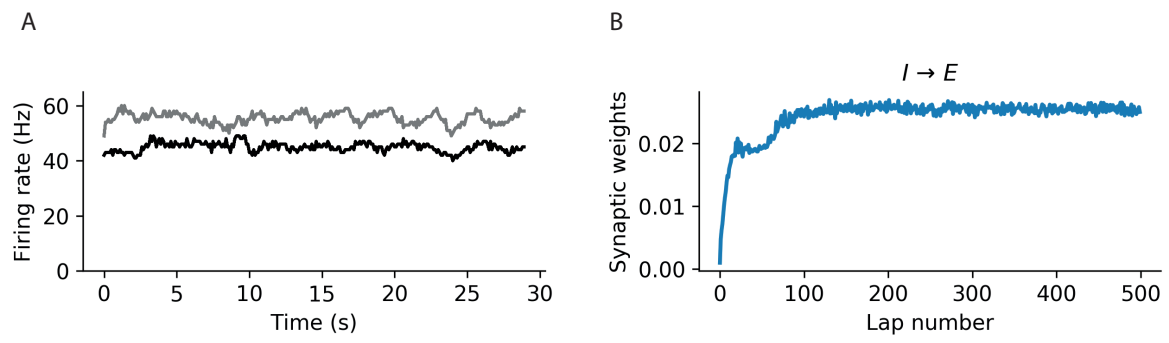 A
Firing rate (Hz)
60
40
20
0
0 5 10 15 20 25 30
Time (s)
B
I → E
Synaptic weights
0.02
0.01
0.00
0 100 200 300 400 500
Lap number